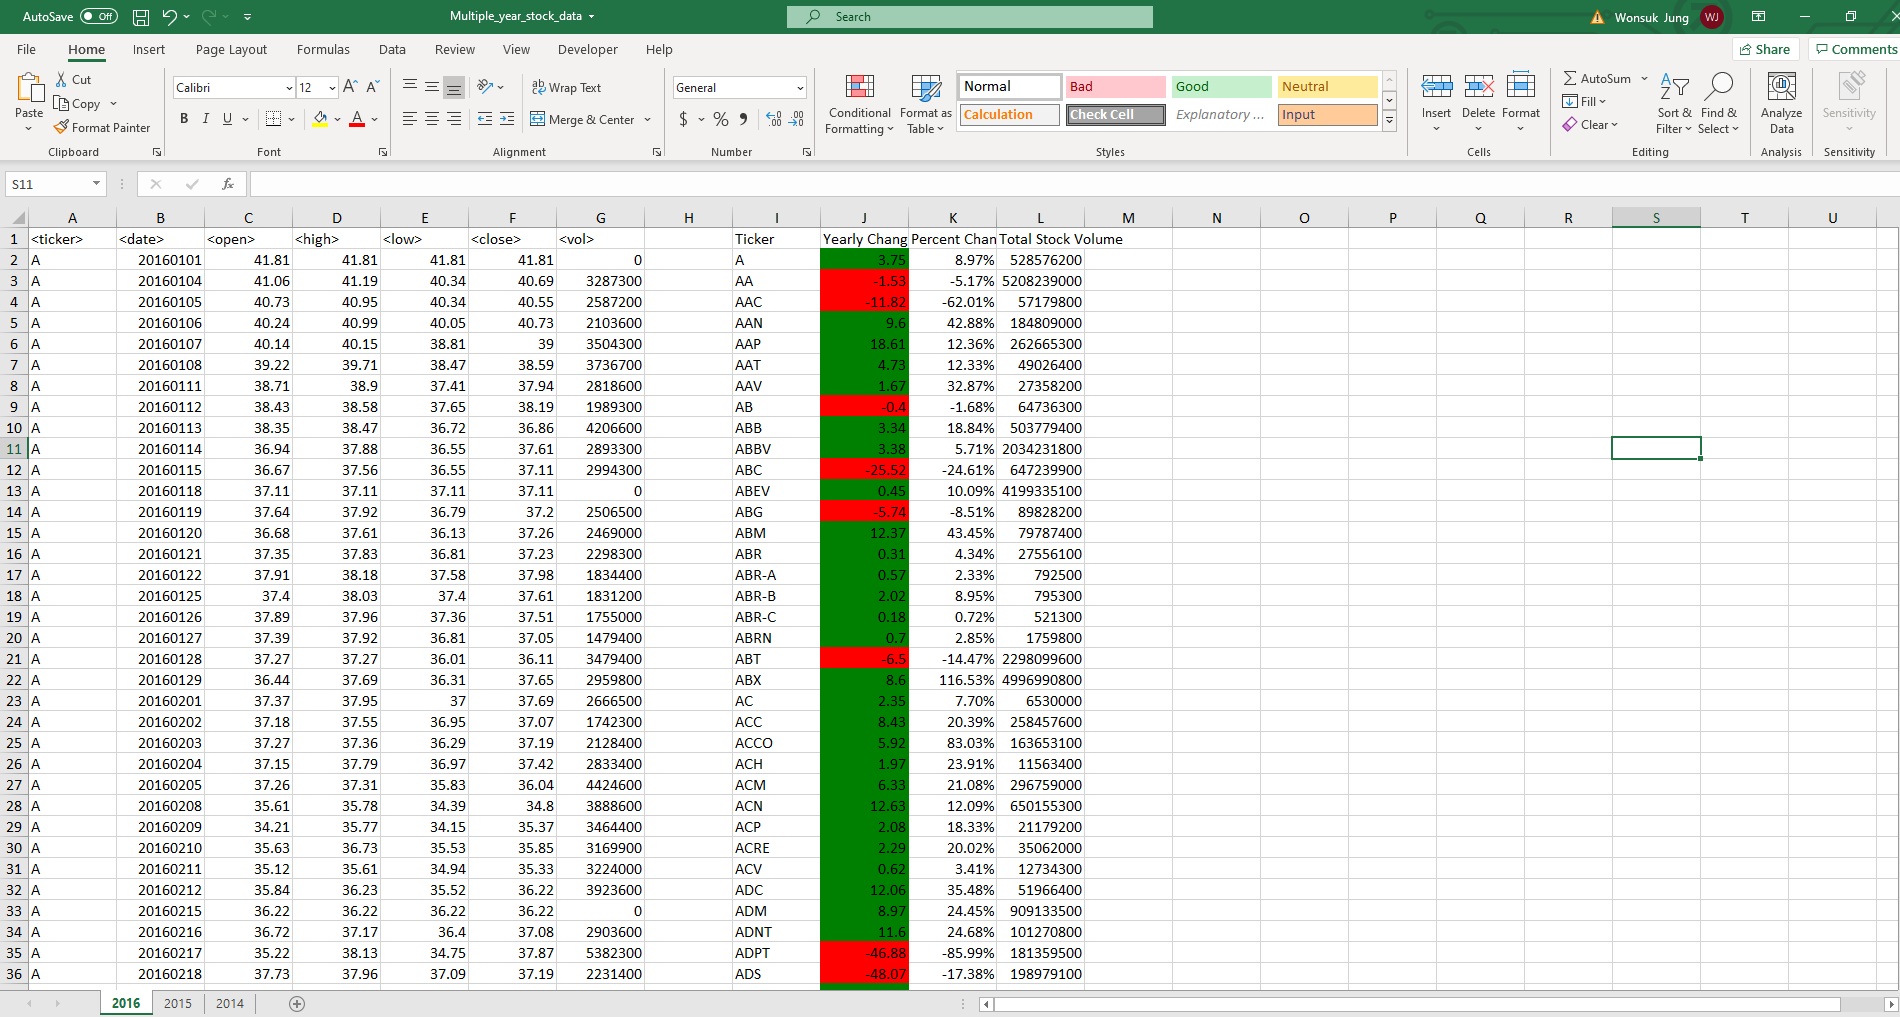 AutoSave Off Multiple_year_stock_data Search Wonsuk Jung WJ
File Home Insert Page Layout Formulas Data Review View Developer Help Share Comments
Paste Cut Copy Format Painter Calibri 12 B I U A Wrap Text Merge & Center General $ % 9 Conditional Formatting Format as Table Normal Bad Good Neutral Calculation Check Cell Explanatory ... Input Insert Delete Format AutoSum Fill Clear Sort & Filter Find & Select Analyze Data Sensitivity
Clipboard Font Alignment Number Styles Cells Editing Analysis Sensitivity
S11 fx
A B C D E F G H I J K L M N O P Q R S T U
1 <ticker> <date> <open> <high> <low> <close> <vol> Ticker Yearly Chang Percent Chan Total Stock Volume
2 A 20160101 41.81 41.81 41.81 41.81 0 A 3.75 8.97% 528576200
3 A 20160104 41.06 41.19 40.34 40.69 3287300 AA -1.53 -5.17% 5208239000
4 A 20160105 40.73 40.95 40.34 40.55 2587200 AAC -11.82 -62.01% 57179800
5 A 20160106 40.24 40.99 40.05 40.73 2103600 AAN 9.6 42.88% 184809000
6 A 20160107 40.14 40.15 38.81 39 3504300 AAP 18.61 12.36% 262665300
7 A 20160108 39.22 39.71 38.47 38.59 3736700 AAT 4.73 12.33% 49026400
8 A 20160111 38.71 38.9 37.41 37.94 2818600 AAV 1.67 32.87% 27358200
9 A 20160112 38.43 38.58 37.65 38.19 1989300 AB -0.4 -1.68% 64736300
10 A 20160113 38.35 38.47 36.72 36.86 4206600 ABB 3.34 18.84% 503779400
11 A 20160114 36.94 37.88 36.55 37.61 2893300 ABBV 3.38 5.71% 2034231800
12 A 20160115 36.67 37.56 36.55 37.11 2994300 ABC -25.52 -24.61% 647239900
13 A 20160118 37.11 37.11 37.11 37.11 0 ABEV 0.45 10.09% 4199335100
14 A 20160119 37.64 37.92 36.79 37.2 2506500 ABG -5.74 -8.51% 89828200
15 A 20160120 36.68 37.61 36.13 37.26 2469000 ABM 12.37 43.45% 79787400
16 A 20160121 37.35 37.83 36.81 37.23 2298300 ABR 0.31 4.34% 27556100
17 A 20160122 37.91 38.18 37.58 37.98 1834400 ABR-A 0.57 2.33% 792500
18 A 20160125 37.4 38.03 37.4 37.61 1831200 ABR-B 2.02 8.95% 795300
19 A 20160126 37.89 37.96 37.36 37.51 1755000 ABR-C 0.18 0.72% 521300
20 A 20160127 37.39 37.92 36.81 37.05 1479400 ABRN 0.7 2.85% 1759800
21 A 20160128 37.27 37.27 36.01 36.11 3479400 ABT -6.5 -14.47% 2298099600
22 A 20160129 36.44 37.69 36.31 37.65 2959800 ABX 8.6 116.53% 4996990800
23 A 20160201 37.37 37.95 37 37.69 2666500 AC 2.35 7.70% 6530000
24 A 20160202 37.18 37.55 36.95 37.07 1742300 ACC 8.43 20.39% 258457600
25 A 20160203 37.27 37.36 36.29 37.19 2128400 ACCO 5.92 83.03% 163653100
26 A 20160204 37.15 37.79 36.97 37.42 2833400 ACH 1.97 23.91% 11563400
27 A 20160205 37.26 37.31 35.83 36.04 4424600 ACM 6.33 21.08% 296759000
28 A 20160208 35.61 35.78 34.39 34.8 3888600 ACN 12.63 12.09% 650155300
29 A 20160209 34.21 35.77 34.15 35.37 3464400 ACP 2.08 18.33% 21179200
30 A 20160210 35.63 36.73 35.53 35.85 3169900 ACRE 2.29 20.02% 35062000
31 A 20160211 35.12 35.61 34.94 35.33 3224000 ACV 0.62 3.41% 12734300
32 A 20160212 35.84 36.23 35.52 36.22 3923600 ADC 12.06 35.48% 51966400
33 A 20160215 36.22 36.22 36.22 36.22 0 ADM 8.97 24.45% 909133500
34 A 20160216 36.72 37.17 36.4 37.08 2903600 ADNT 11.6 24.68% 101270800
35 A 20160217 35.22 38.13 34.75 37.87 5382300 ADPT -46.88 -85.99% 181359500
36 A 20160218 37.73 37.96 37.09 37.19 2231400 ADS -48.07 -17.38% 198979100
2016 2015 2014